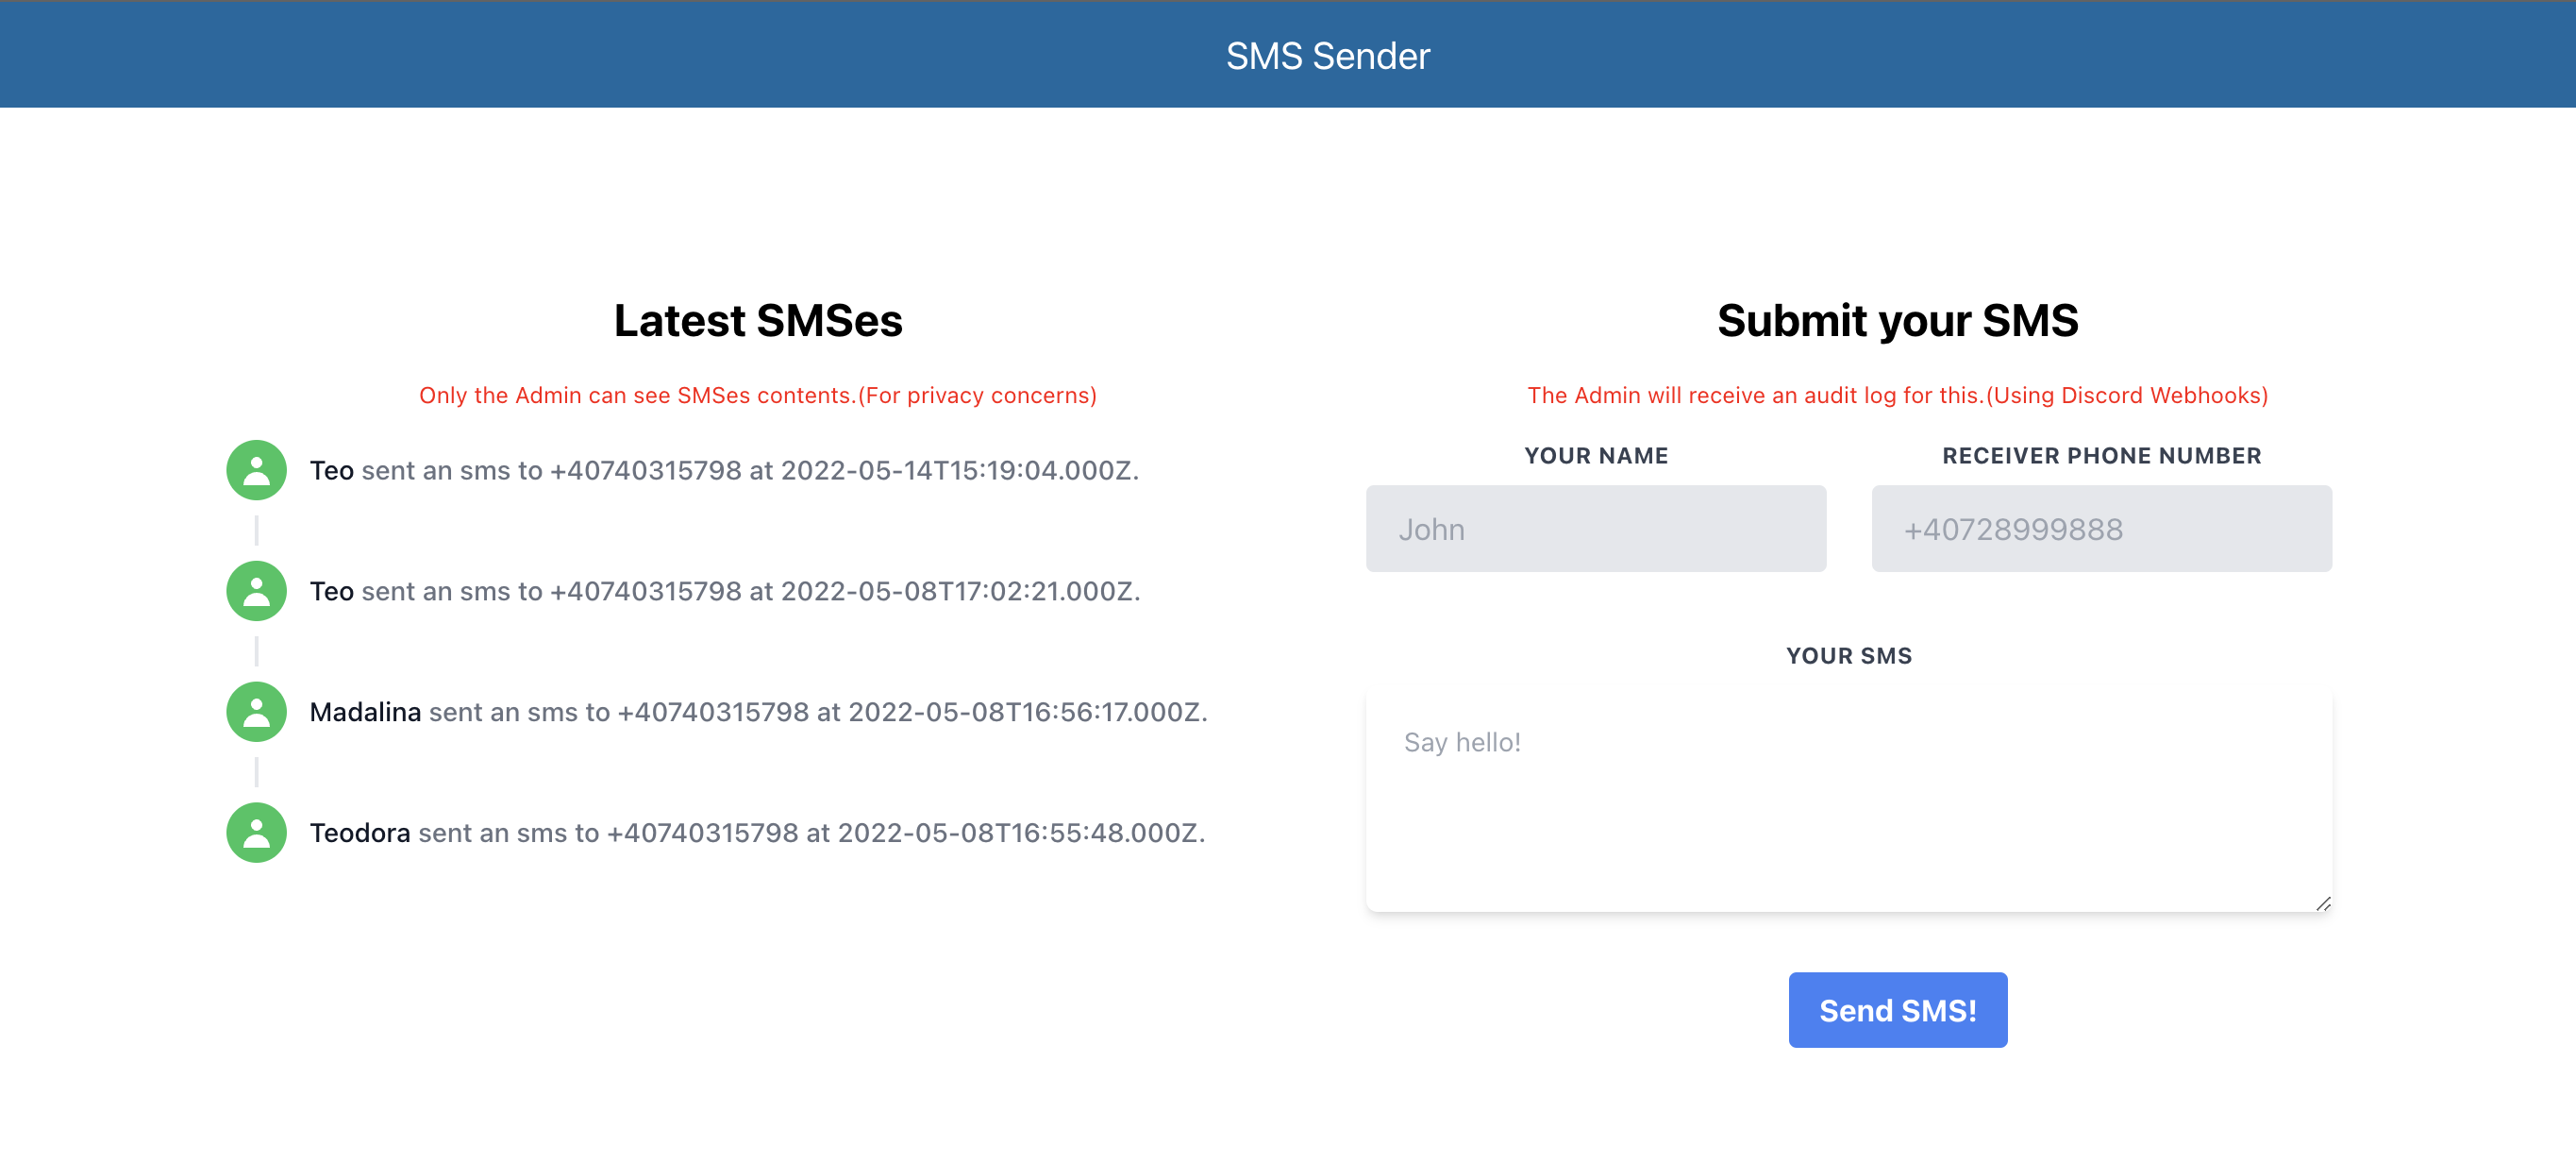 SMS Sender
Latest SMSes
Only the Admin can see SMSes contents.(For privacy concerns)
Teo sent an sms to +40740315798 at 2022-05-14T15:19:04.000Z.
Teo sent an sms to +40740315798 at 2022-05-08T17:02:21.000Z.
Madalina sent an sms to +40740315798 at 2022-05-08T16:56:17.000Z.
Teodora sent an sms to +40740315798 at 2022-05-08T16:55:48.000Z.
Submit your SMS
The Admin will receive an audit log for this.(Using Discord Webhooks)
YOUR NAME
John
RECEIVER PHONE NUMBER
+40728999888
YOUR SMS
Say hello!
Send SMS!